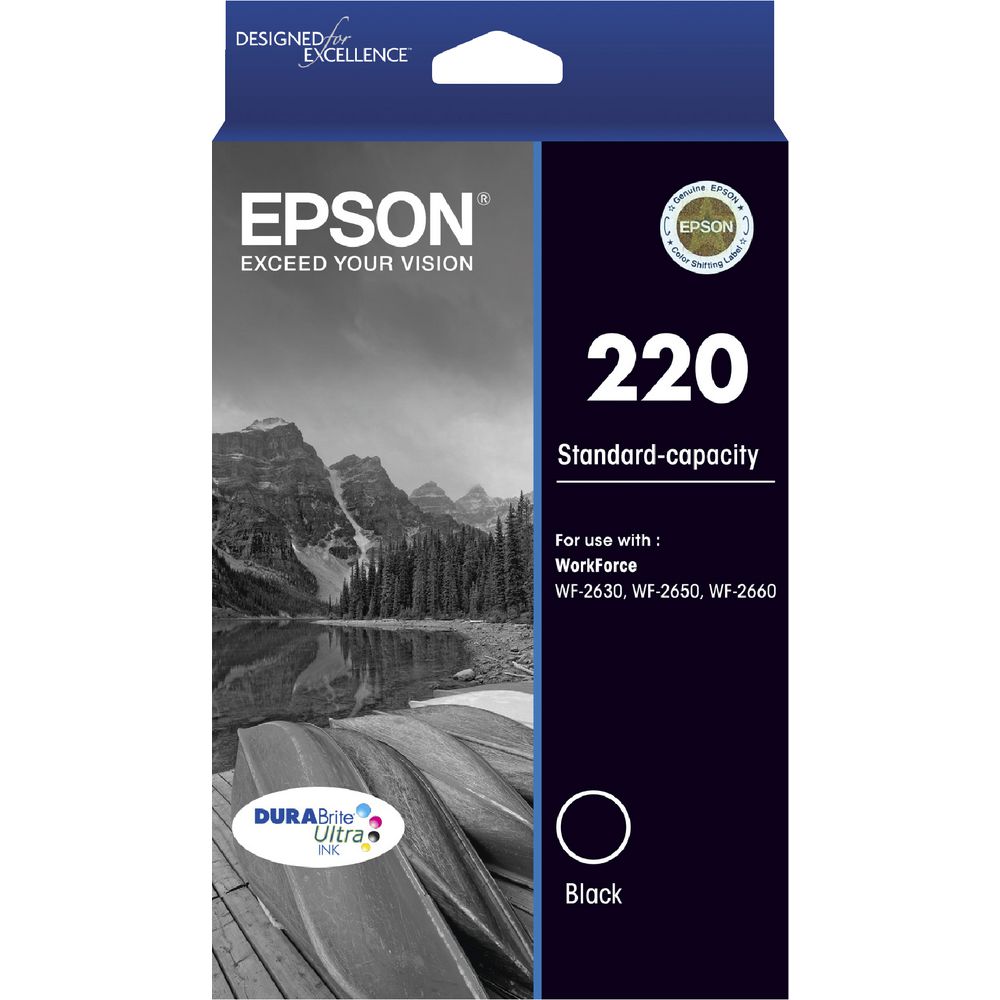 DESIGNED for
EXCELLENCE™
EPSON®
EXCEED YOUR VISION
☆ Genuine EPSON ★
EPSON
★ Color Shifting Label ☆
220
Standard-capacity
For use with :
WorkForce
WF-2630, WF-2650, WF-2660
DURABrite
Ultra
INK
Black